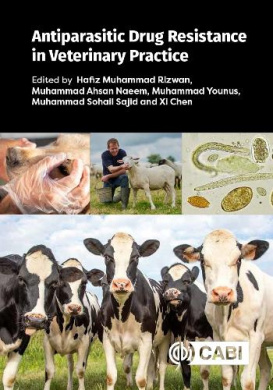 Antiparasitic Drug Resistance
in Veterinary Practice
Edited by Hafiz Muhammad Rizwan,
Muhammad Ahsan Naeem, Muhammad Younus,
Muhammad Sohail Sajid and Xi Chen
CABI